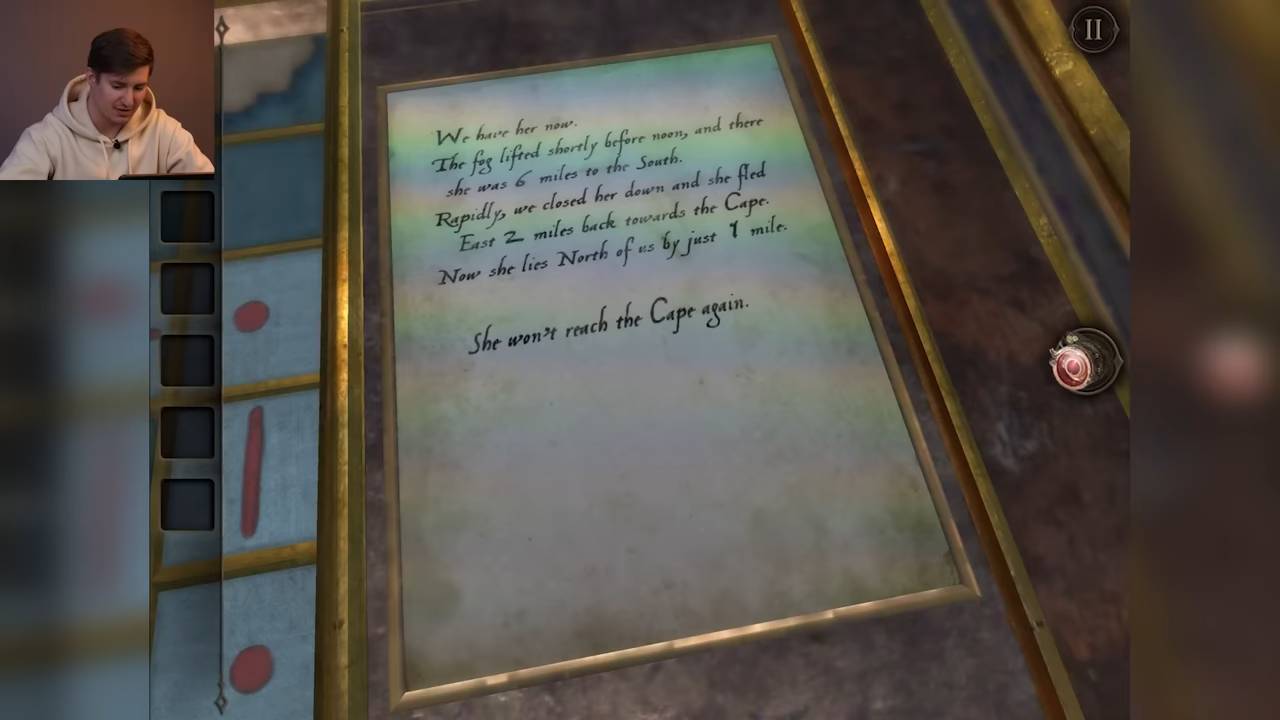 We have her now.
The fog lifted shortly before noon, and there
she was 6 miles to the South.
Rapidly, we closed her down and she fled
East 2 miles back towards the Cape.
Now she lies North of us by just 1 mile.
She won't reach the Cape again.